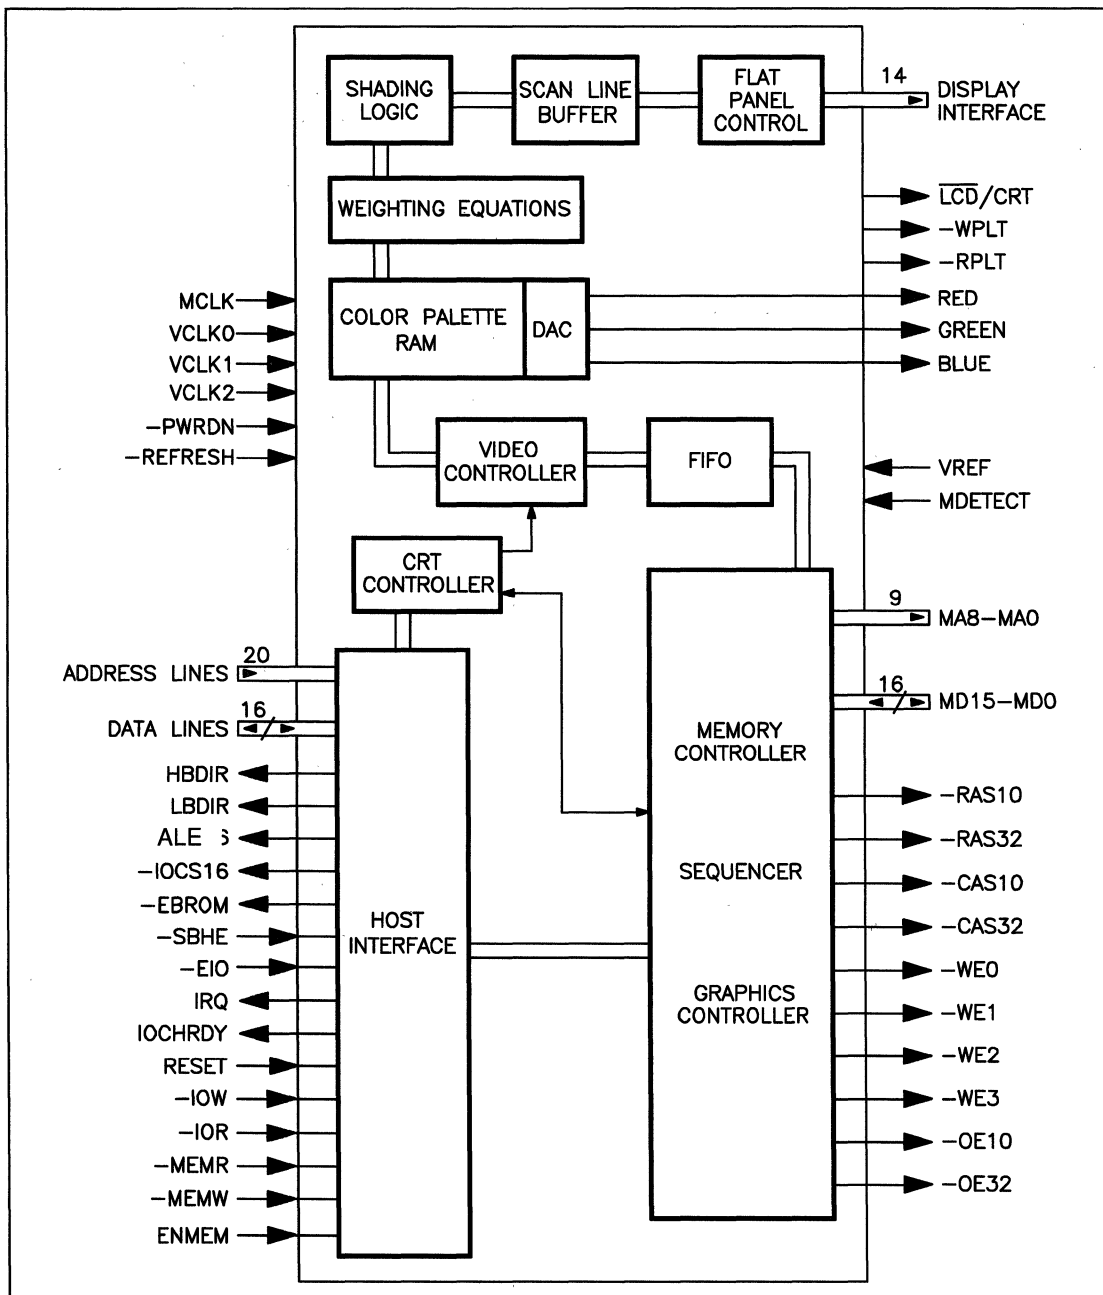 SHADING
LOGIC
SCAN LINE
BUFFER
FLAT
PANEL
CONTROL
14
DISPLAY
INTERFACE
WEIGHTING EQUATIONS
L̅C̅D̅/CRT
-WPLT
-RPLT
MCLK
VCLK0
VCLK1
VCLK2
-PWRDN
-REFRESH
COLOR PALETTE
RAM
DAC
RED
GREEN
BLUE
VIDEO
CONTROLLER
FIFO
VREF
MDETECT
CRT
CONTROLLER
ADDRESS LINES
20
DATA LINES
16
HBDIR
LBDIR
ALE
-IOCS16
-EBROM
-SBHE
-EIO
IRQ
IOCHRDY
RESET
-IOW
-IOR
-MEMR
-MEMW
ENMEM
HOST
INTERFACE
MEMORY
CONTROLLER
SEQUENCER
GRAPHICS
CONTROLLER
9
MA8-MA0
16
MD15-MD0
-RAS10
-RAS32
-CAS10
-CAS32
-WE0
-WE1
-WE2
-WE3
-OE10
-OE32